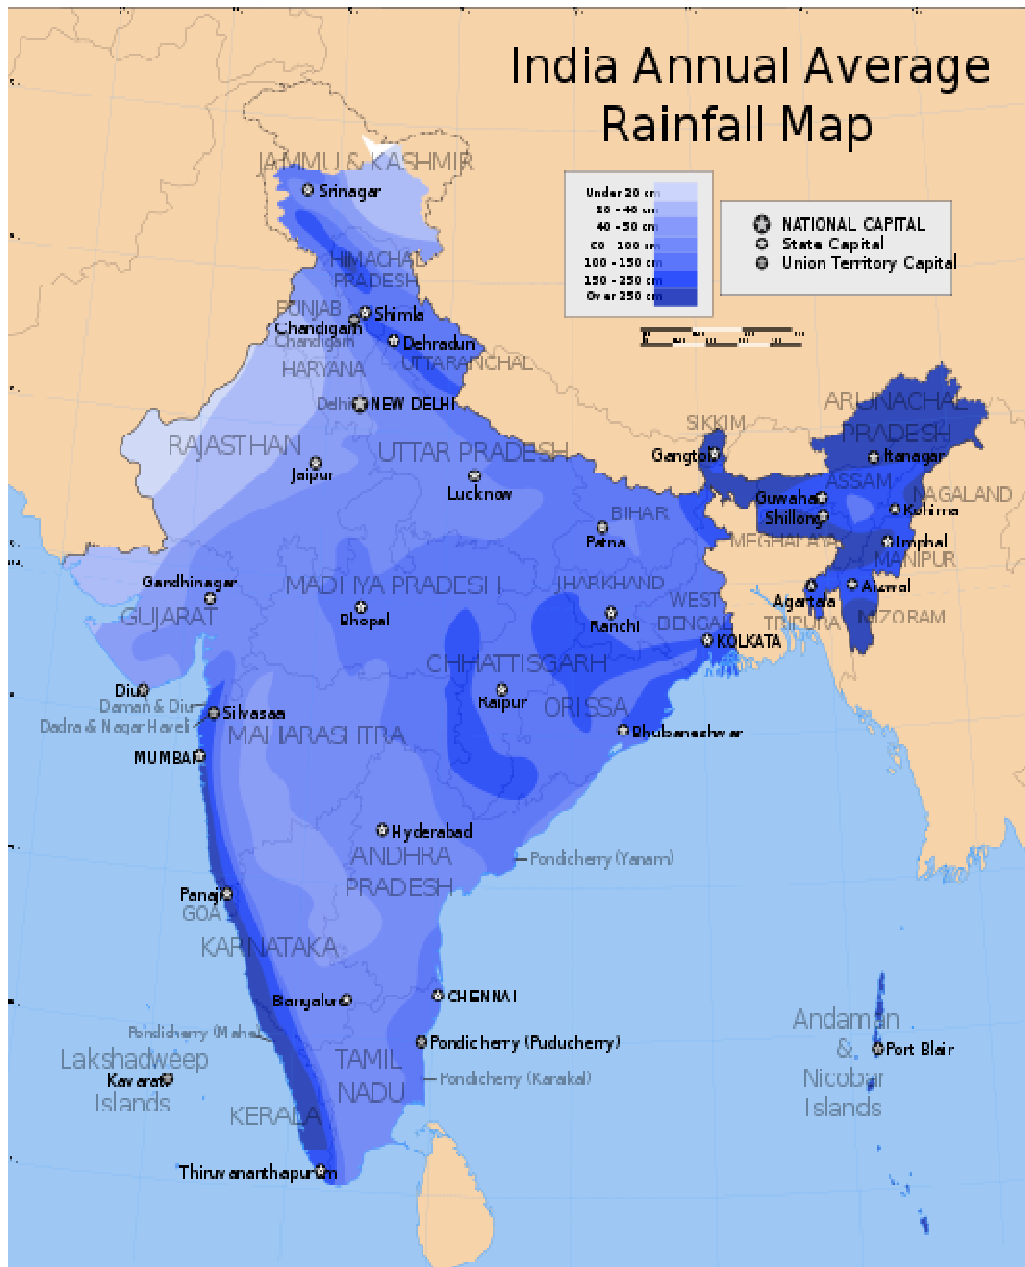 India Annual Average
Rainfall Map
JAMMU & KASHMIR
Srinagar
Under 20 cm
40 - 50 cm
100 - 150 cm
150 - 250 cm
Over 250 cm
NATIONAL CAPITAL
State Capital
Union Territory Capital
HIMACHAL
PRADESH
PUNJAB
Shimla
Chandigarh
Chandigarh
Dehradun
HARYANA
UTTARANCHAL
Delhi
NEW DELHI
ARUNACHAL
PRADESH
SIKKIM
RAJASTHAN
UTTAR PRADESH
Gangtok
Itanagar
Jaipur
Lucknow
ASSAM
NAGALAND
Guwahati
Shillong
Kohima
BIHAR
Patna
MEGHALAYA
Imphal
MANIPUR
Gandhinagar
MADHYA PRADESH
JHARKHAND
WEST
BENGAL
Agartala
Aizwal
GUJARAT
Bhopal
Ranchi
TRIPURA
MIZORAM
KOLKATA
CHHATTISGARH
Diu
Daman & Diu
Dadra & Nagar Haveli
Silvasaa
Raipur
ORISSA
MAHARASHTRA
Bhubaneshwar
MUMBAI
Hyderabad
ANDHRA
PRADESH
Pondicherry (Yanam)
Panaji
GOA
KARNATAKA
Bangalore
CHENNAI
Pondicherry (Mahe)
Pondicherry (Puducherry)
Andaman
&
Nicobar
Islands
Port Blair
Lakshadweep
Kavarati
Islands
TAMIL
NADU
Pondicherry (Karaikal)
KERALA
Thiruvananthapuram